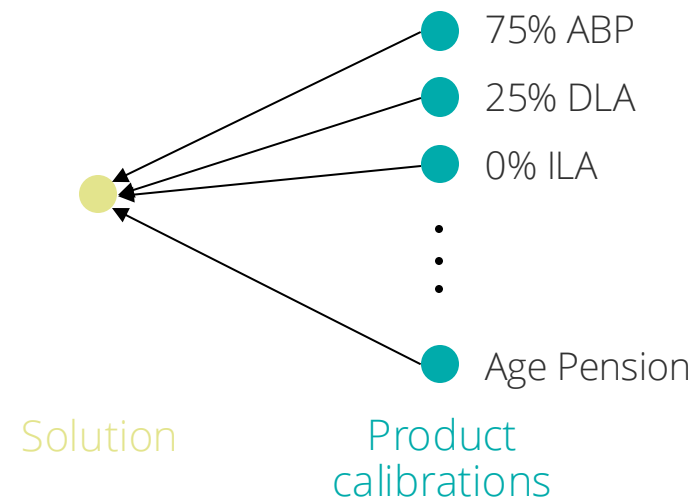 75% ABP
25% DLA
0% ILA
Age Pension
Solution
Product
calibrations